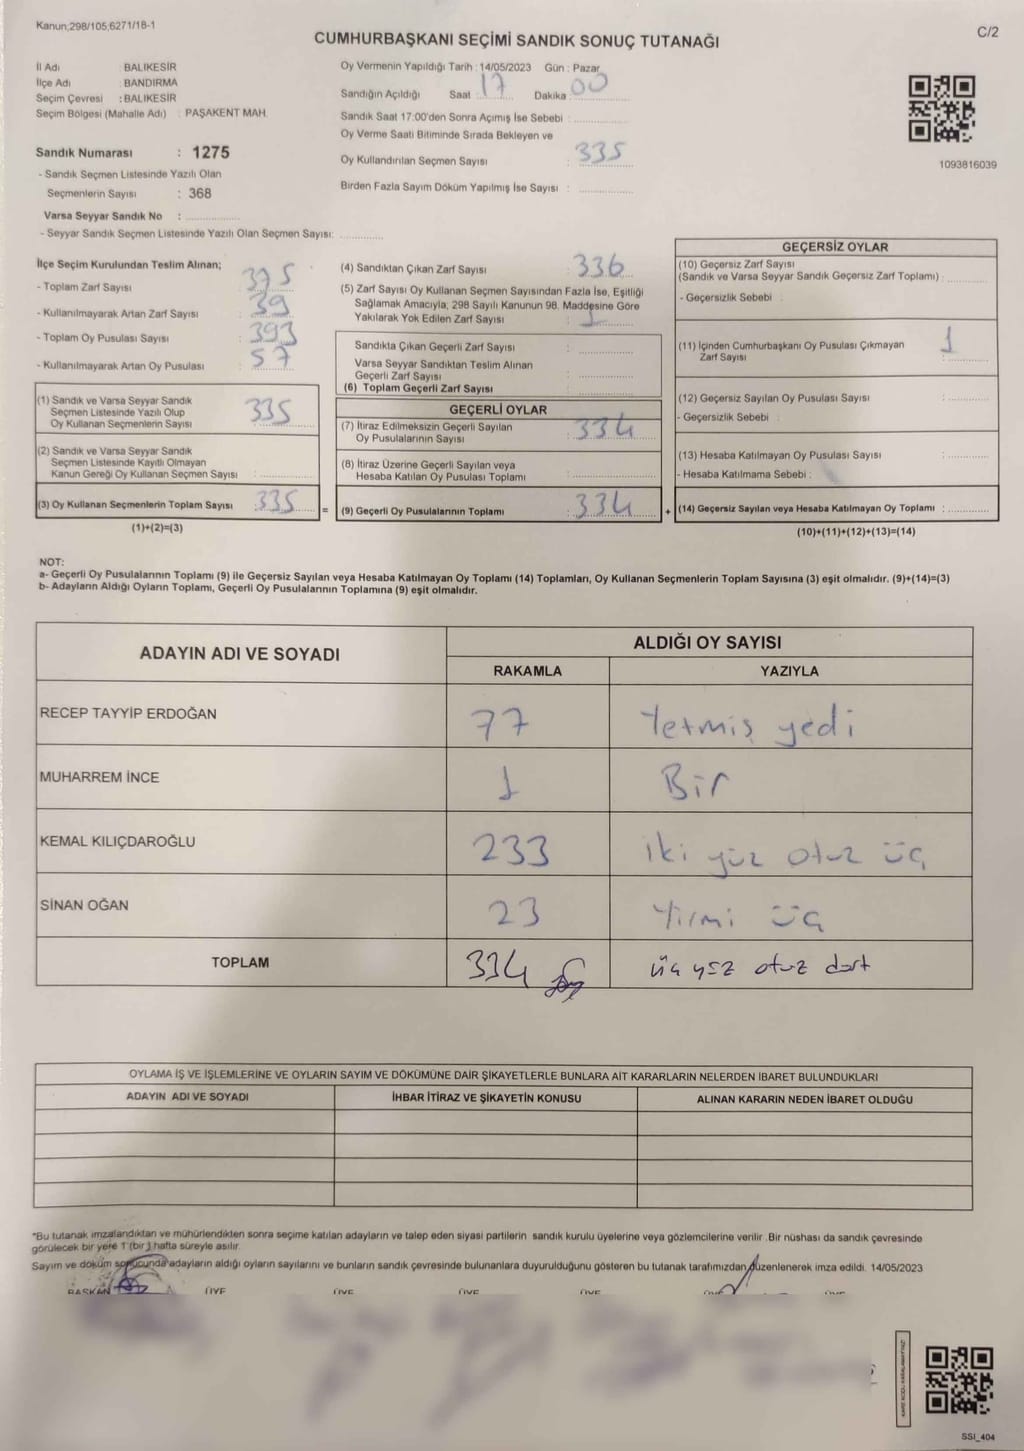 Kanun;298/105;6271/18-1
C/2
CUMHURBAŞKANI SEÇİMİ SANDIK SONUÇ TUTANAĞI
İl Adı : BALIKESİR
İlçe Adı : BANDIRMA
Seçim Çevresi : BALIKESİR
Seçim Bölgesi (Mahalle Adı) : PAŞAKENT MAH.
Sandık Numarası : 1275
- Sandık Seçmen Listesinde Yazılı Olan
Seçmenlerin Sayısı : 368
Varsa Seyyar Sandık No :
- Seyyar Sandık Seçmen Listesinde Yazılı Olan Seçmen Sayısı:
Oy Vermenin Yapıldığı Tarih : 14/05/2023 Gün : Pazar
Sandığın Açıldığı Saat : 17 Dakika : 00
Sandık Saat 17:00'den Sonra Açımış İse Sebebi :
Oy Verme Saati Bitiminde Sırada Bekleyen ve
Oy Kullandırılan Seçmen Sayısı : 335
Birden Fazla Sayım Döküm Yapılmış İse Sayısı :
1093816039
İlçe Seçim Kurulundan Teslim Alınan;
- Toplam Zarf Sayısı : 375
- Kullanılmayarak Artan Zarf Sayısı : 39
- Toplam Oy Pusulası Sayısı : 393
- Kullanılmayarak Artan Oy Pusulası : 57
(1) Sandık ve Varsa Seyyar Sandık
Seçmen Listesinde Yazılı Olup
Oy Kullanan Seçmenlerin Sayısı : 335
(2) Sandık ve Varsa Seyyar Sandık
Seçmen Listesinde Kayıtlı Olmayan
Kanun Gereği Oy Kullanan Seçmen Sayısı :
(3) Oy Kullanan Seçmenlerin Toplam Sayısı : 335 =
(1)+(2)=(3)
(4) Sandıktan Çıkan Zarf Sayısı : 336
(5) Zarf Sayısı Oy Kullanan Seçmen Sayısından Fazla İse, Eşitliği
Sağlamak Amacıyla; 298 Sayılı Kanunun 98. Maddesine Göre
Yakılarak Yok Edilen Zarf Sayısı : 1
Sandıkta Çıkan Geçerli Zarf Sayısı :
Varsa Seyyar Sandıktan Teslim Alınan
Geçerli Zarf Sayısı :
(6) Toplam Geçerli Zarf Sayısı :
GEÇERLİ OYLAR
(7) İtiraz Edilmeksizin Geçerli Sayılan
Oy Pusulalarının Sayısı : 334
(8) İtiraz Üzerine Geçerli Sayılan veya
Hesaba Katılan Oy Pusulası Toplamı :
(9) Geçerli Oy Pusulalarının Toplamı : 334 +
GEÇERSİZ OYLAR
(10) Geçersiz Zarf Sayısı
(Sandık ve Varsa Seyyar Sandık Geçersiz Zarf Toplamı) :
- Geçersizlik Sebebi :
(11) İçinden Cumhurbaşkanı Oy Pusulası Çıkmayan
Zarf Sayısı : 1
(12) Geçersiz Sayılan Oy Pusulası Sayısı :
- Geçersizlik Sebebi :
(13) Hesaba Katılmayan Oy Pusulası Sayısı :
- Hesaba Katılmama Sebebi :
(14) Geçersiz Sayılan veya Hesaba Katılmayan Oy Toplamı :
(10)+(11)+(12)+(13)=(14)
NOT:
a- Geçerli Oy Pusulalarının Toplamı (9) ile Geçersiz Sayılan veya Hesaba Katılmayan Oy Toplamı (14) Toplamları, Oy Kullanan Seçmenlerin Toplam Sayısına (3) eşit olmalıdır. (9)+(14)=(3)
b- Adayların Aldığı Oyların Toplamı, Geçerli Oy Pusulalarının Toplamına (9) eşit olmalıdır.
ADAYIN ADI VE SOYADI
ALDIĞI OY SAYISI
RAKAMLA YAZIYLA
RECEP TAYYİP ERDOĞAN 77 Yetmiş yedi
MUHARREM İNCE 1 Bir
KEMAL KILIÇDAROĞLU 233 iki yüz otuz üç
SİNAN OĞAN 23 Yirmi üç
TOPLAM 334 üç yüz otuz dört
OYLAMA İŞ VE İŞLEMLERİNE VE OYLARIN SAYIM VE DÖKÜMÜNE DAİR ŞİKAYETLERLE BUNLARA AİT KARARLARIN NELERDEN İBARET BULUNDUKLARI
ADAYIN ADI VE SOYADI İHBAR İTİRAZ VE ŞİKAYETİN KONUSU ALINAN KARARIN NEDEN İBARET OLDUĞU
*Bu tutanak imzalandıktan ve mühürlendikten sonra seçime katılan adayların ve talep eden siyasi partilerin sandık kurulu üyelerine veya gözlemcilerine verilir .Bir nüshası da sandık çevresinde
görülecek bir yere 1 (bir ) hafta süreyle asılır.
Sayım ve döküm sonucunda adayların aldığı oyların sayılarını ve bunların sandık çevresinde bulunanlara duyurulduğunu gösteren bu tutanak tarafımızdan düzenlenerek imza edildi. 14/05/2023
BAŞKAN ÜYE ÜYE ÜYE ÜYE ÜYE ÜYE
SSİ_404